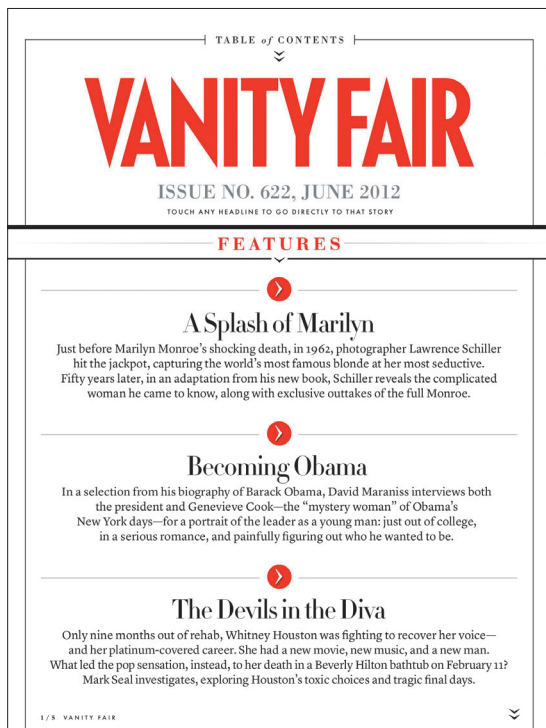 TABLE of CONTENTS
VANITY FAIR
ISSUE NO. 622, JUNE 2012
TOUCH ANY HEADLINE TO GO DIRECTLY TO THAT STORY
FEATURES
A Splash of Marilyn
Just before Marilyn Monroe's shocking death, in 1962, photographer Lawrence Schiller
hit the jackpot, capturing the world's most famous blonde at her most seductive.
Fifty years later, in an adaptation from his new book, Schiller reveals the complicated
woman he came to know, along with exclusive outtakes of the full Monroe.
Becoming Obama
In a selection from his biography of Barack Obama, David Maraniss interviews both
the president and Genevieve Cook—the “mystery woman” of Obama's
New York days—for a portrait of the leader as a young man: just out of college,
in a serious romance, and painfully figuring out who he wanted to be.
The Devils in the Diva
Only nine months out of rehab, Whitney Houston was fighting to recover her voice—
and her platinum-covered career. She had a new movie, new music, and a new man.
What led the pop sensation, instead, to her death in a Beverly Hilton bathtub on February 11?
Mark Seal investigates, exploring Houston's toxic choices and tragic final days.
1/5 VANITY FAIR